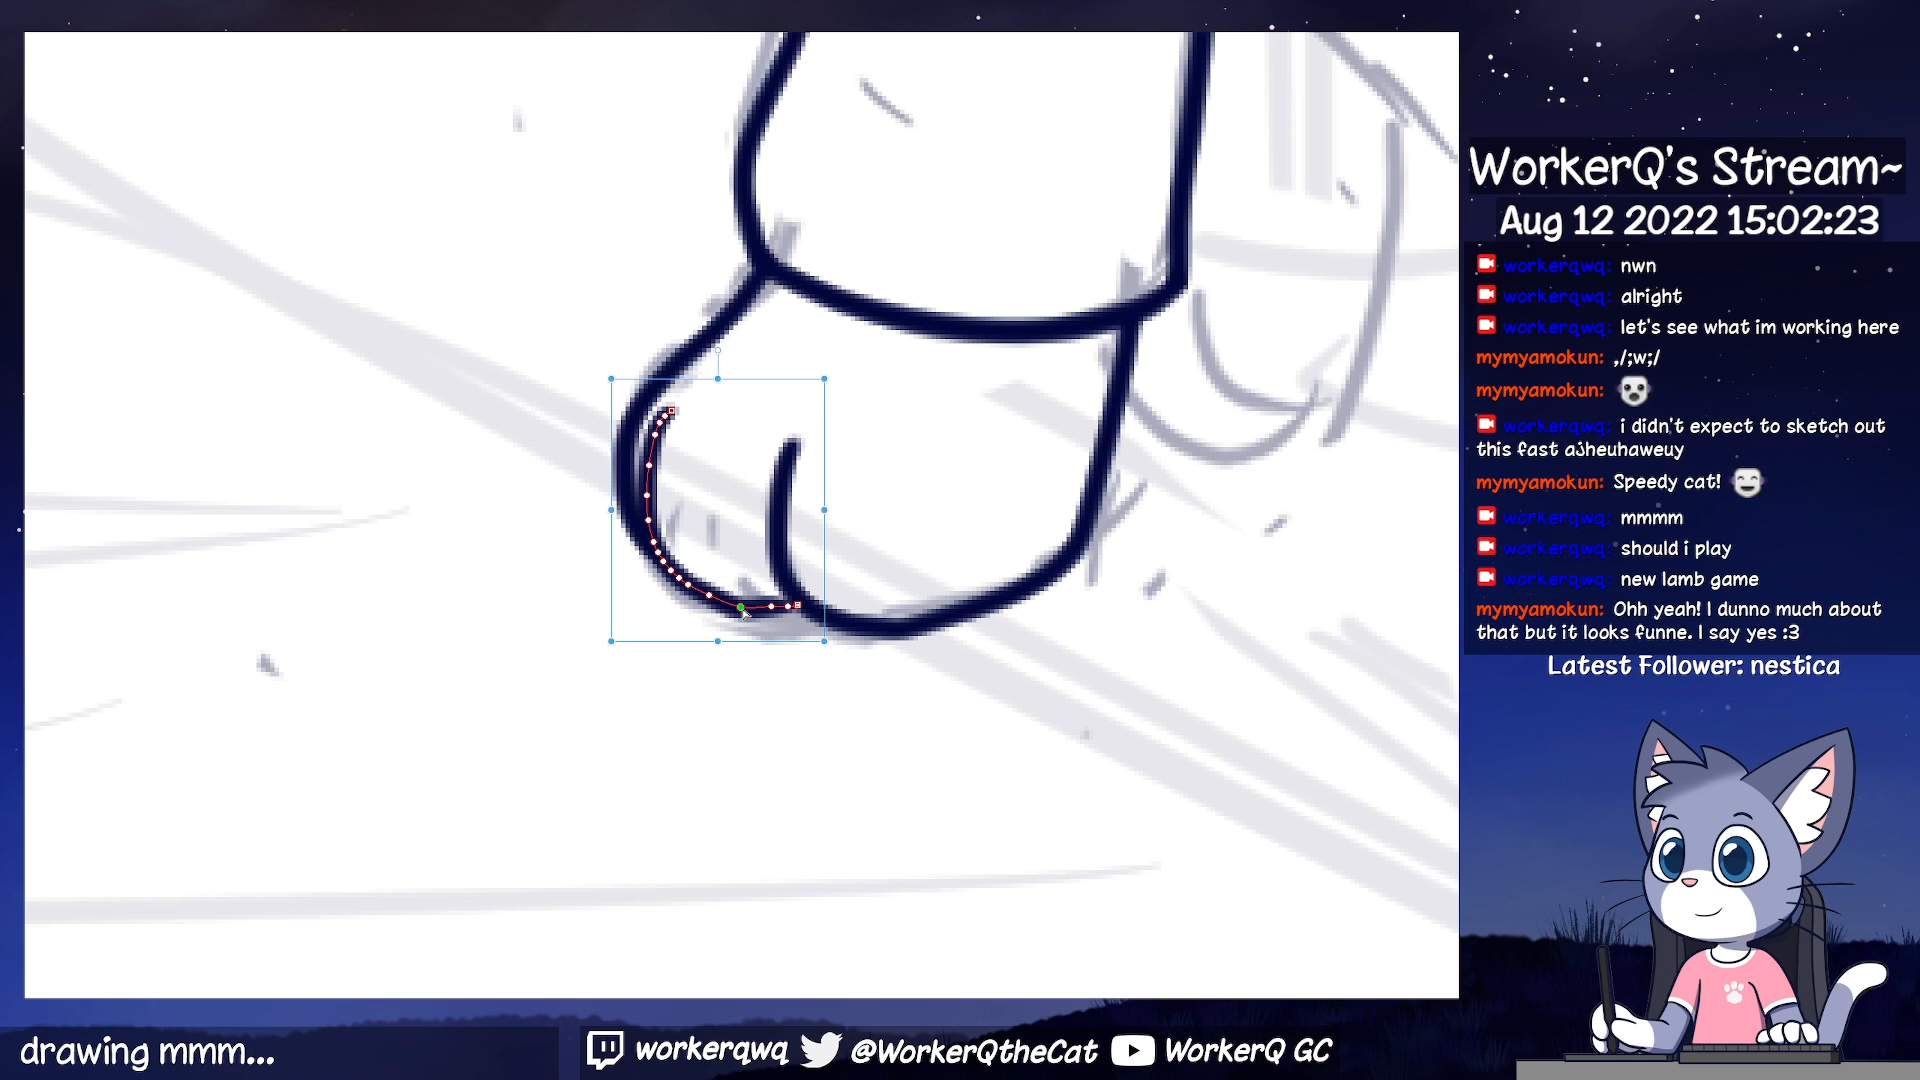 WorkerQ's Stream~
Aug 12 2022 15:02:23
workerqwq: nwn
workerqwq: alright
workerqwq: let's see what im working here
mymyamokun: ,/;w;/
mymyamokun:
workerqwq: i didn't expect to sketch out
this fast ajheuhaweuy
mymyamokun: Speedy cat!
workerqwq: mmmm
workerqwq: should i play
workerqwq: new lamb game
mymyamokun: Ohh yeah! I dunno much about
that but it looks funne. I say yes :3
Latest Follower: nestica
drawing mmm...
workerqwq
@WorkerQtheCat
WorkerQ GC